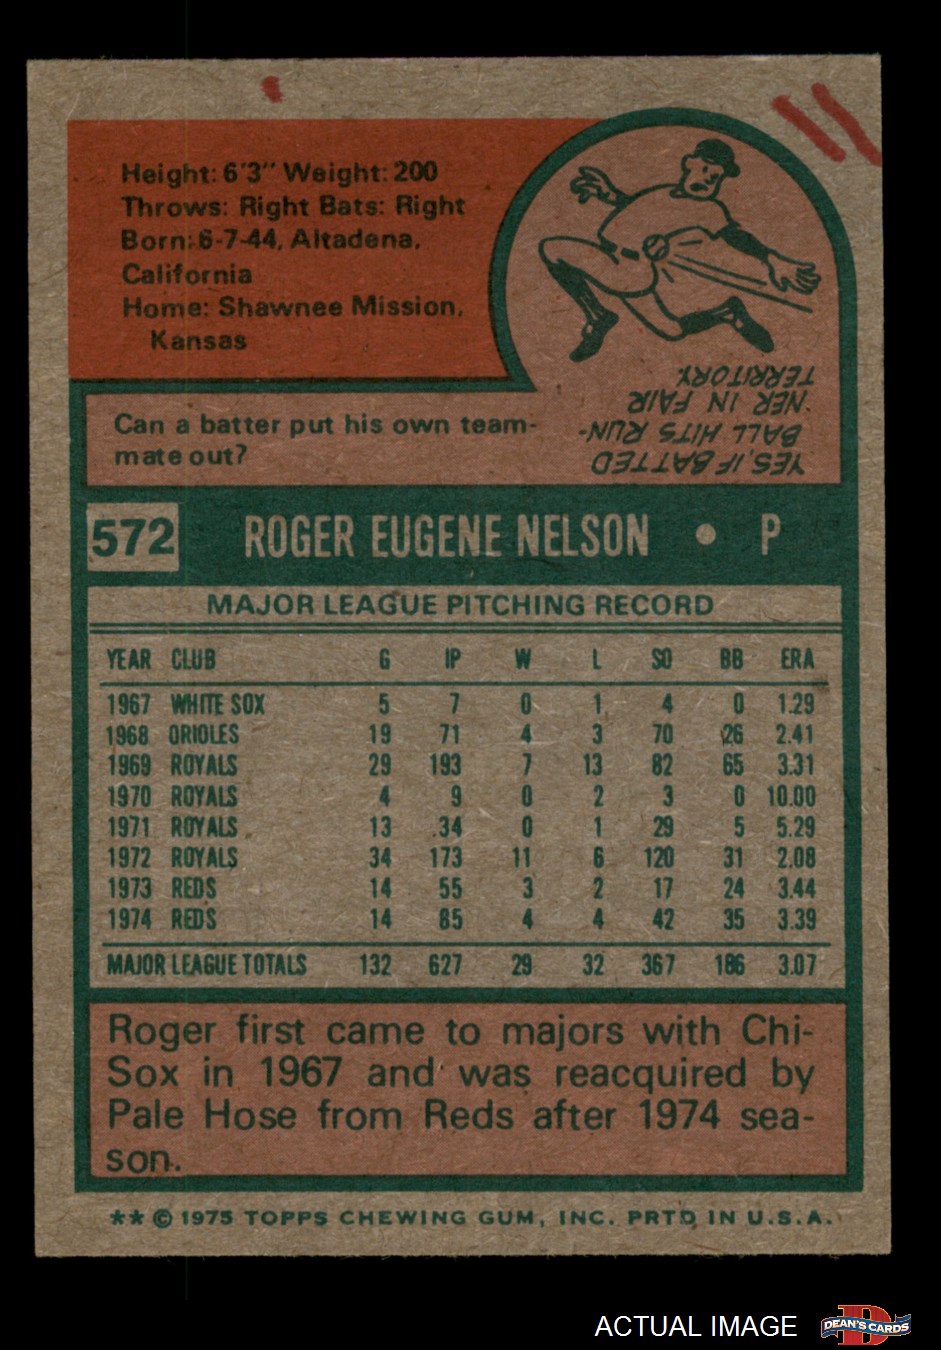 Height: 6'3" Weight: 200
Throws: Right Bats: Right
Born: 6-7-44, Altadena,
California
Home: Shawnee Mission,
Kansas
Can a batter put his own team-
mate out?
YES, IF BATTED
BALL HITS RUN-
NER IN FAIR
TERRITORY.
572 ROGER EUGENE NELSON • P
MAJOR LEAGUE PITCHING RECORD
YEAR CLUB G IP W L SO BB ERA
1967 WHITE SOX 5 7 0 1 4 0 1.29
1968 ORIOLES 19 71 4 3 70 26 2.41
1969 ROYALS 29 193 7 13 82 65 3.31
1970 ROYALS 4 9 0 2 3 0 10.00
1971 ROYALS 13 34 0 1 29 5 5.29
1972 ROYALS 34 173 11 6 120 31 2.08
1973 REDS 14 55 3 2 17 24 3.44
1974 REDS 14 85 4 4 42 35 3.39
MAJOR LEAGUE TOTALS 132 627 29 32 367 186 3.07
Roger first came to majors with Chi-
Sox in 1967 and was reacquired by
Pale Hose from Reds after 1974 sea-
son.
** © 1975 TOPPS CHEWING GUM, INC. PRTD IN U.S.A.
ACTUAL IMAGE
D
DEAN'S CARDS